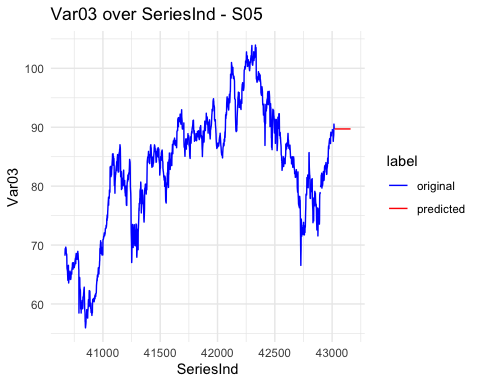 Var03 over SeriesInd - S05
100
90
80
70
60
Var03
41000 41500 42000 42500 43000
SeriesInd
label
original
predicted